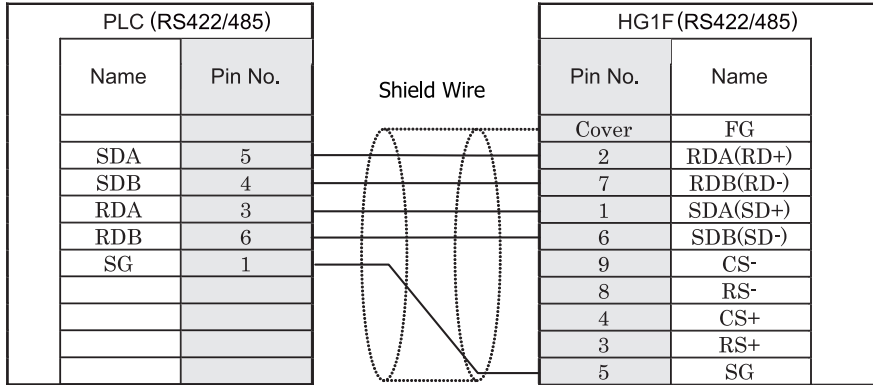 PLC (RS422/485) HG1F(RS422/485)
Name Pin No. Shield Wire Pin No. Name
Cover FG
SDA 5 2 RDA(RD+)
SDB 4 7 RDB(RD-)
RDA 3 1 SDA(SD+)
RDB 6 6 SDB(SD-)
SG 1 9 CS-
8 RS-
4 CS+
3 RS+
5 SG